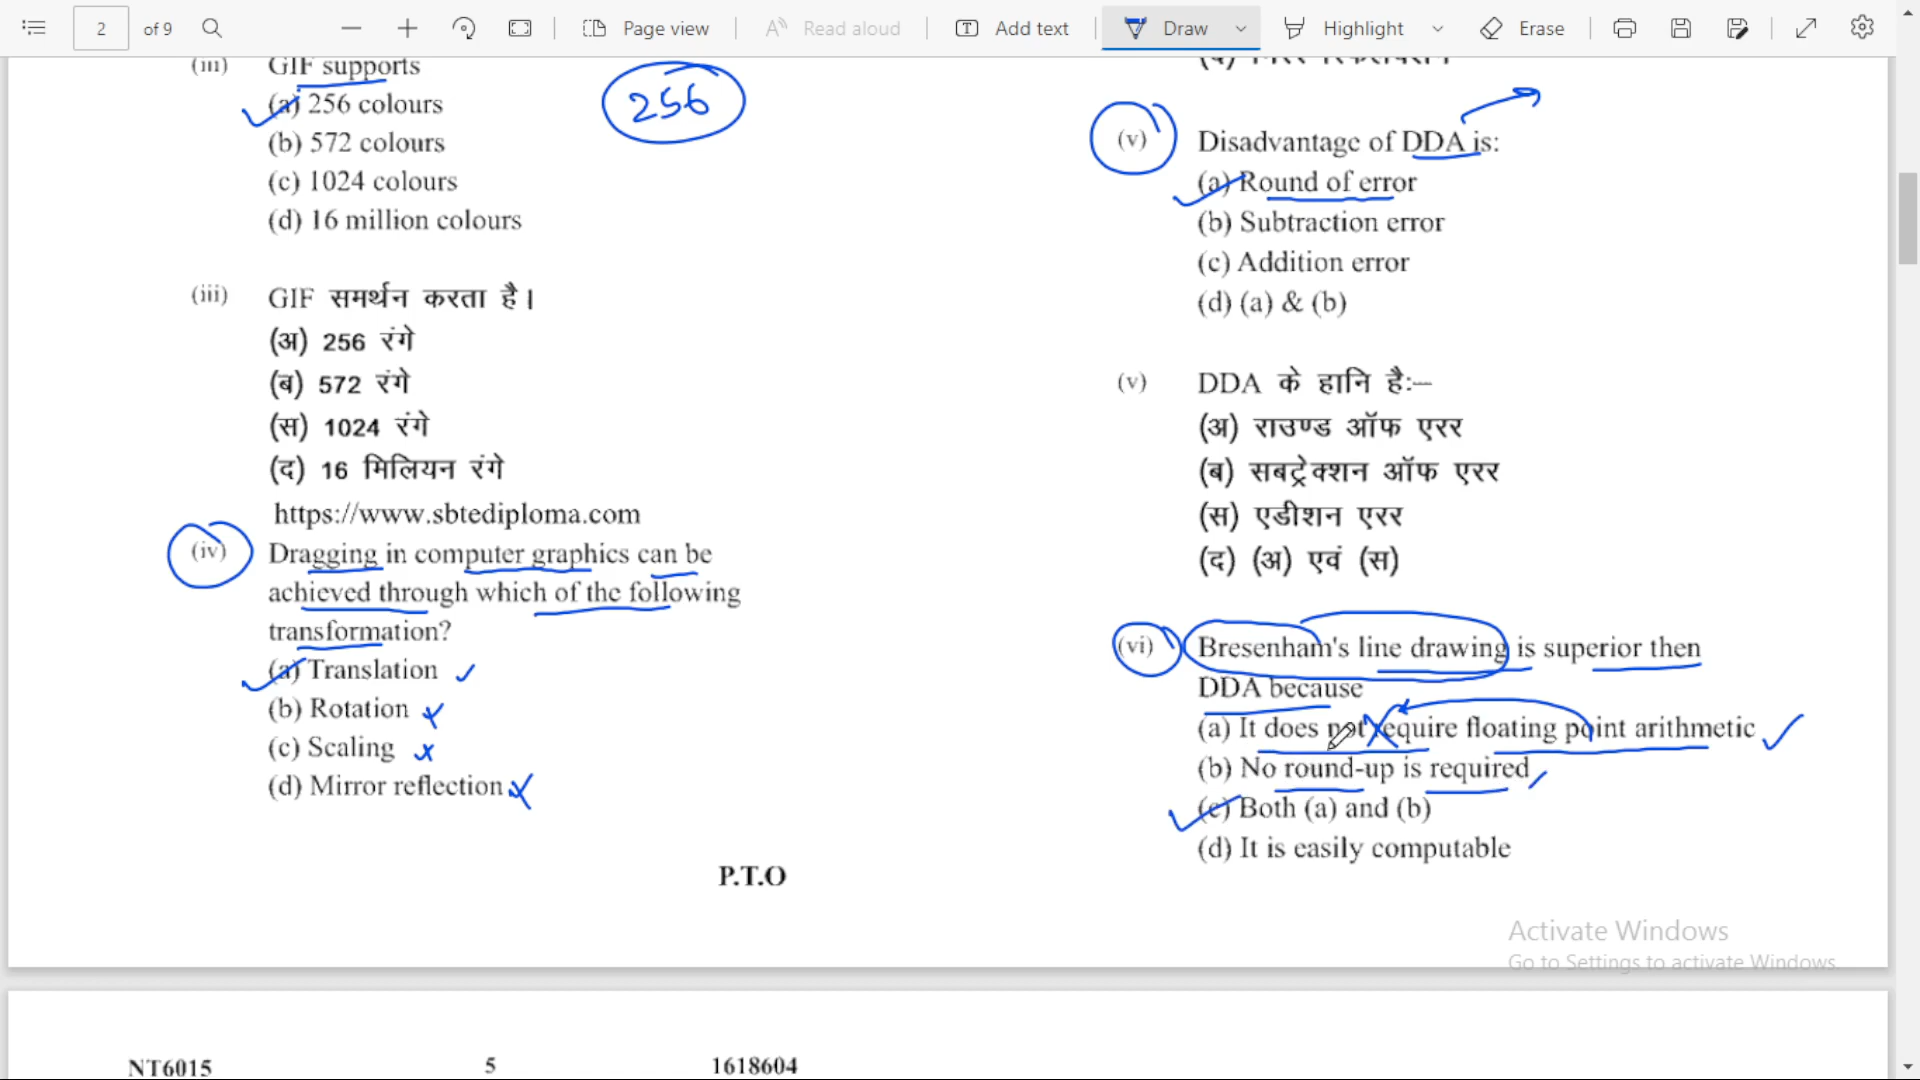 2 of 9 Page view Read aloud Add text Draw Highlight Erase
(iii) GIF supports
(a) 256 colours
(b) 572 colours
(c) 1024 colours
(d) 16 million colours
256
(iii) GIF समर्थन करता है।
(अ) 256 रंगे
(ब) 572 रंगे
(स) 1024 रंगे
(द) 16 मिलियन रंगे
https://www.sbtediploma.com
(iv) Dragging in computer graphics can be
achieved through which of the following
transformation?
(a) Translation
(b) Rotation
(c) Scaling
(d) Mirror reflection
(v) Disadvantage of DDA is:
(a) Round of error
(b) Subtraction error
(c) Addition error
(d) (a) & (b)
(v) DDA के हानि है:—
(अ) राउण्ड ऑफ एरर
(ब) सबट्रेक्शन ऑफ एरर
(स) एडीशन एरर
(द) (अ) एवं (स)
(vi) Bresenham's line drawing is superior then
DDA because
(a) It does not require floating point arithmetic
(b) No round-up is required
(c) Both (a) and (b)
(d) It is easily computable
P.T.O
Activate Windows
Go to Settings to activate Windows.
NT6015 5 1618604